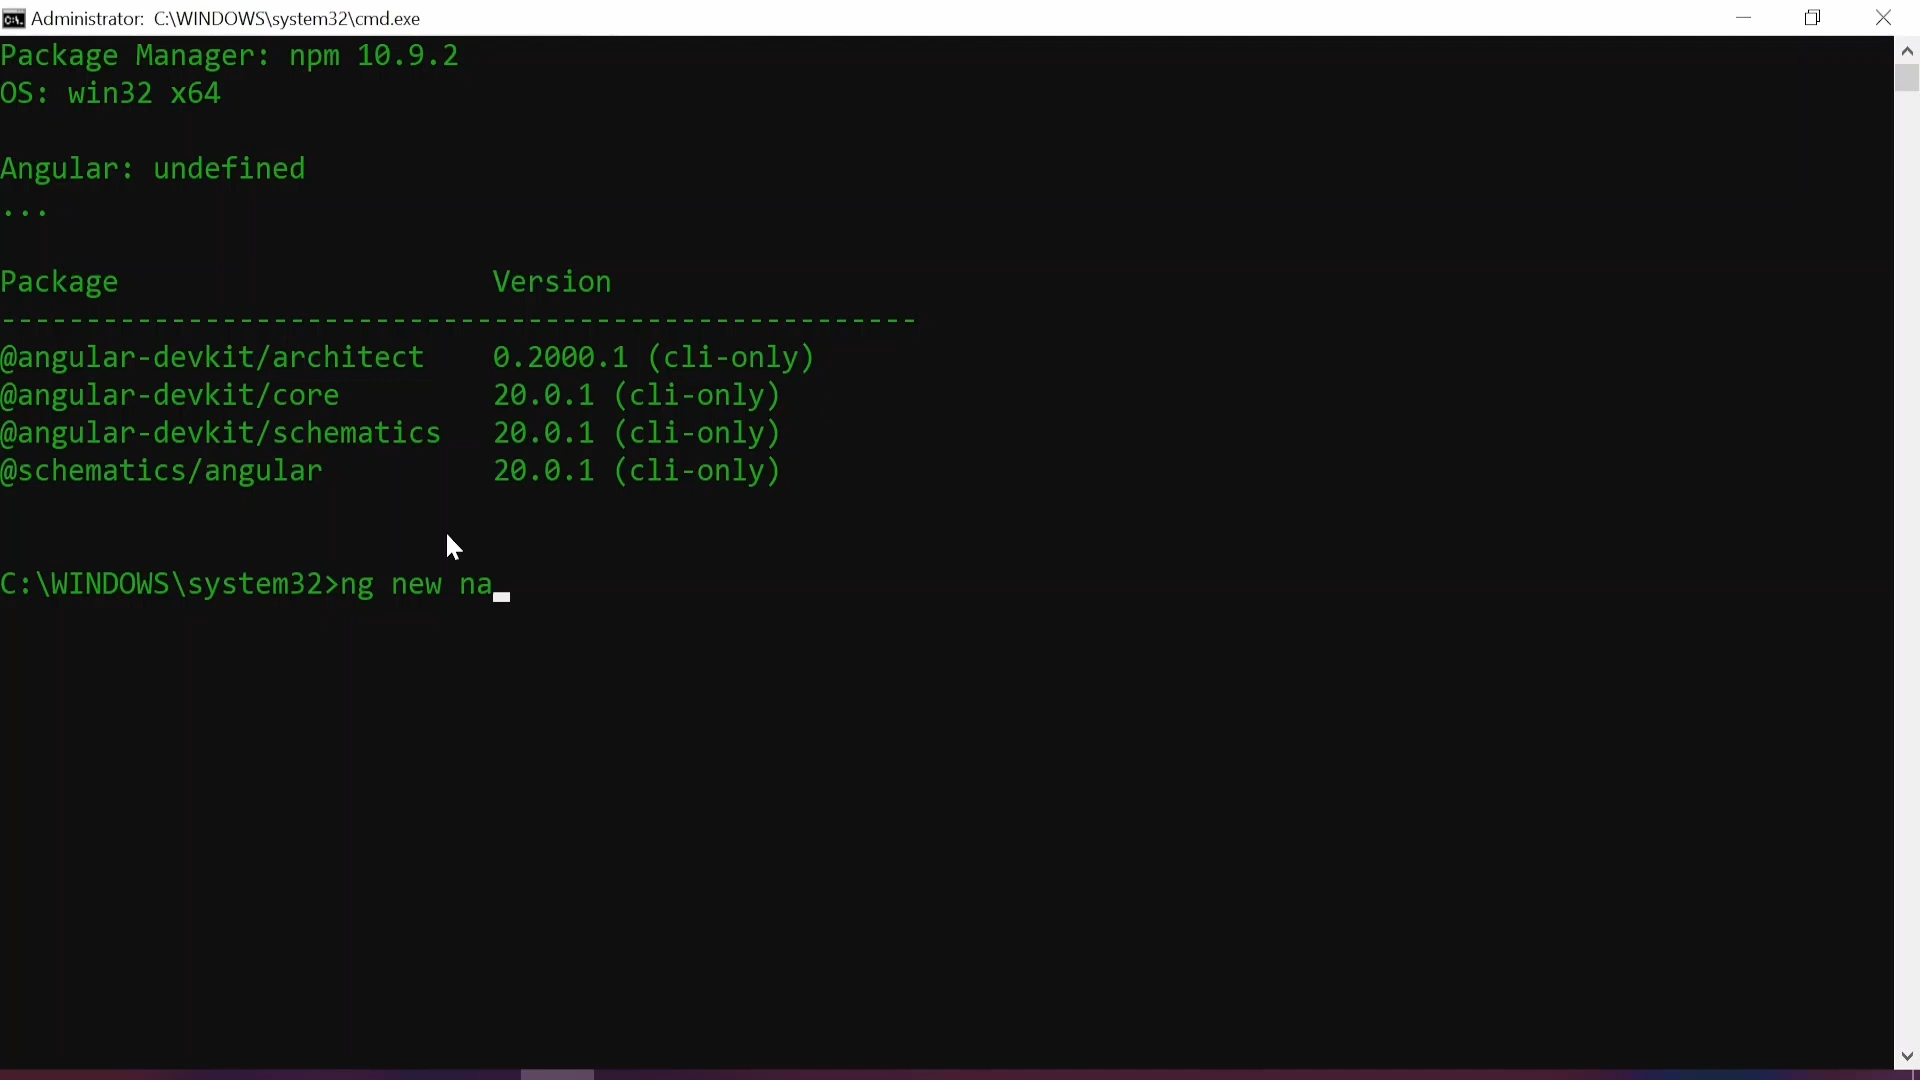 Administrator: C:\WINDOWS\system32\cmd.exe
Package Manager: npm 10.9.2
OS: win32 x64
Angular: undefined
...
Package Version
------------------------------------------------------
@angular-devkit/architect 0.2000.1 (cli-only)
@angular-devkit/core 20.0.1 (cli-only)
@angular-devkit/schematics 20.0.1 (cli-only)
@schematics/angular 20.0.1 (cli-only)
C:\WINDOWS\system32>ng new na